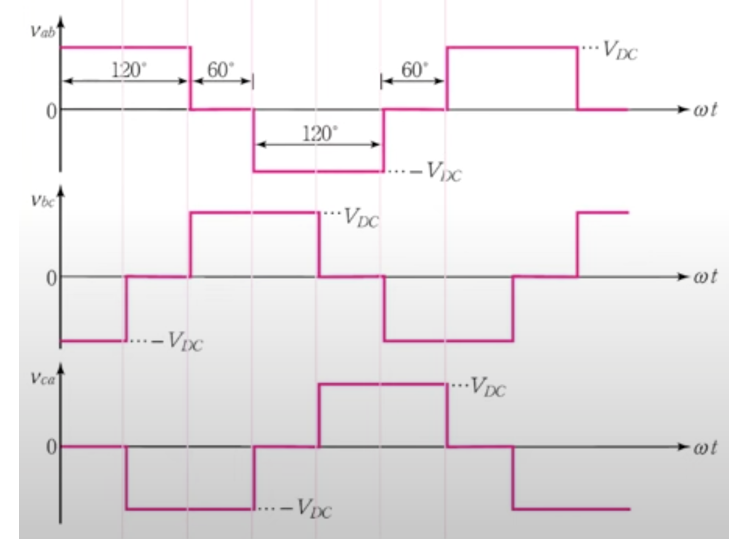 v_ab
V_DC
120° 60° 60°
0 ωt
120°
−V_DC
v_bc
V_DC
0 ωt
−V_DC
v_ca
V_DC
0 ωt
−V_DC